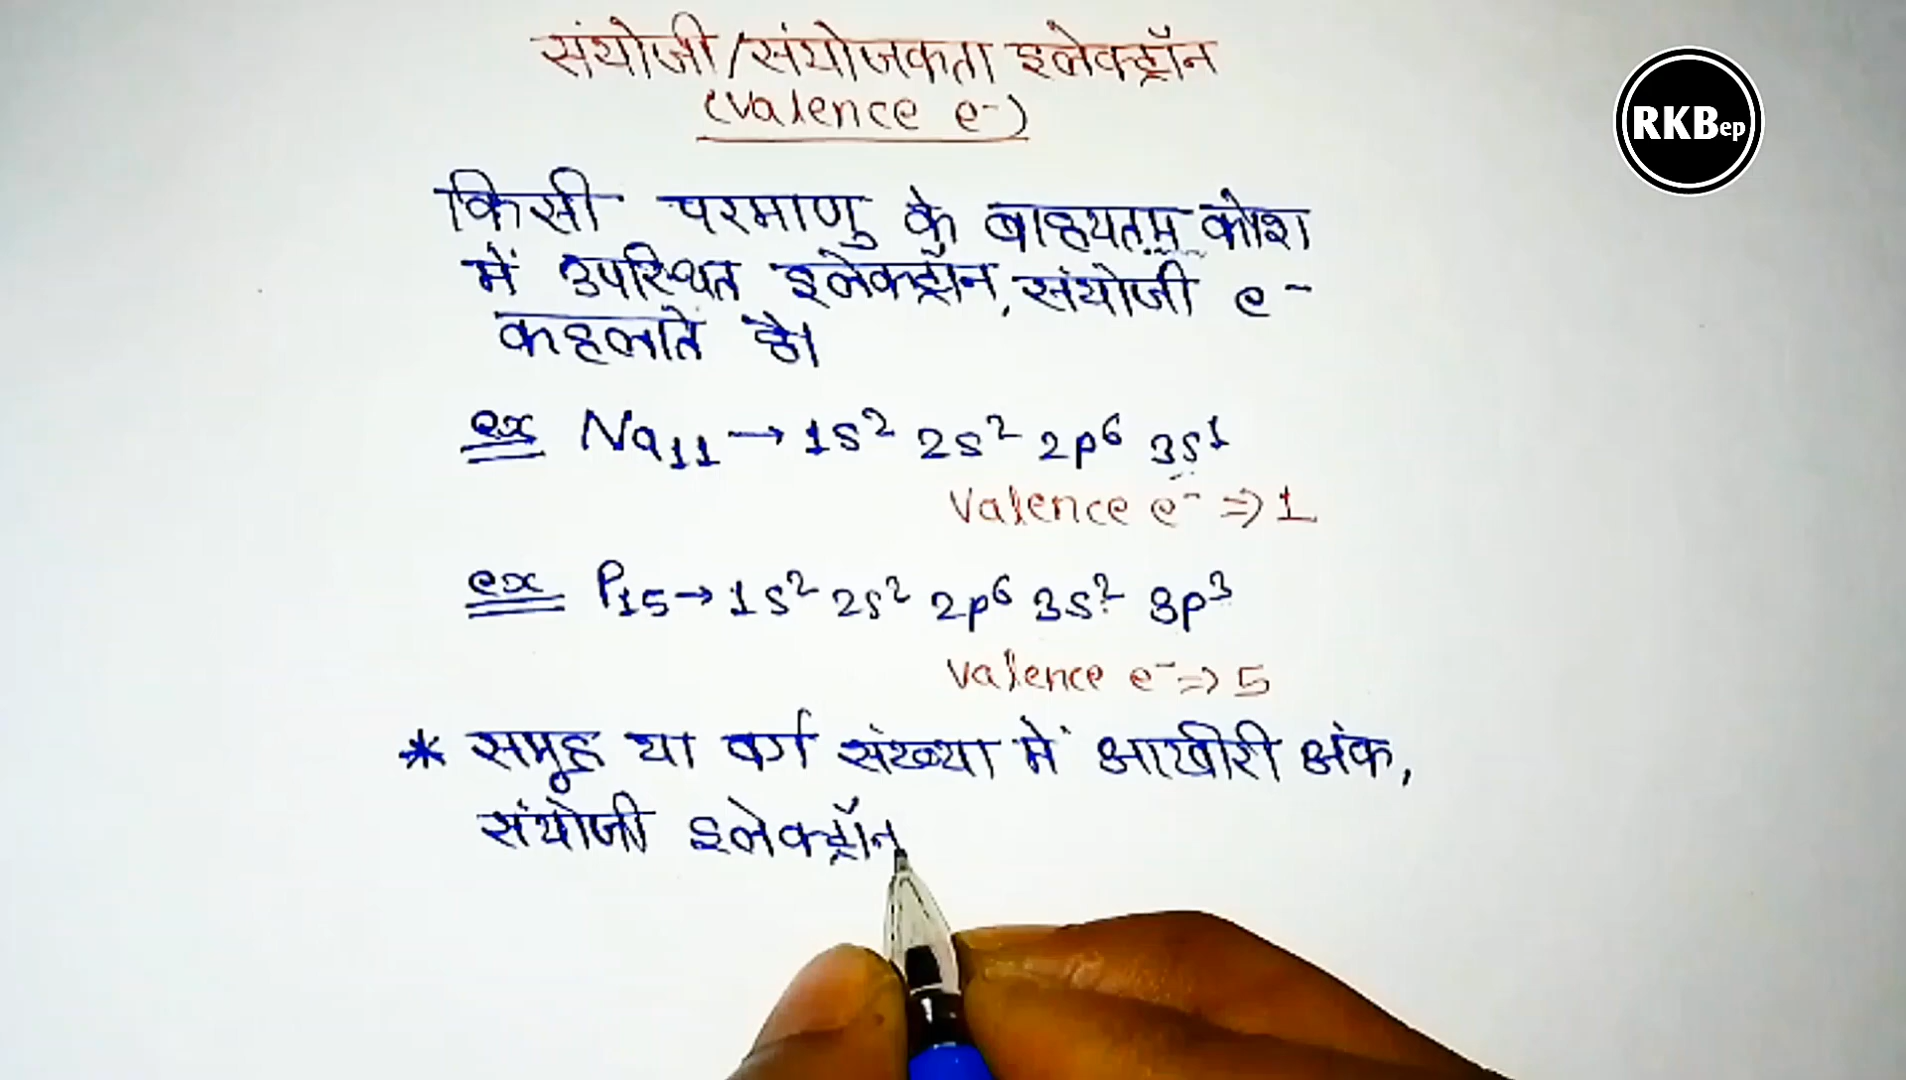 संयोजी/संयोजकता इलेक्ट्रॉन
(Valence e⁻)
RKBep
किसी परमाणु के बाह्यतम कोश
में उपस्थित इलेक्ट्रॉन, संयोजी e⁻
कहलाते है।
ex Na₁₁ → 1s² 2s² 2p⁶ 3s¹
Valence e⁻ ⇒ 1
ex P₁₅ → 1s² 2s² 2p⁶ 3s² 3p³
Valence e⁻ ⇒ 5
* समूह या वर्ग संख्या में आखीरी अंक,
संयोजी इलेक्ट्रॉन